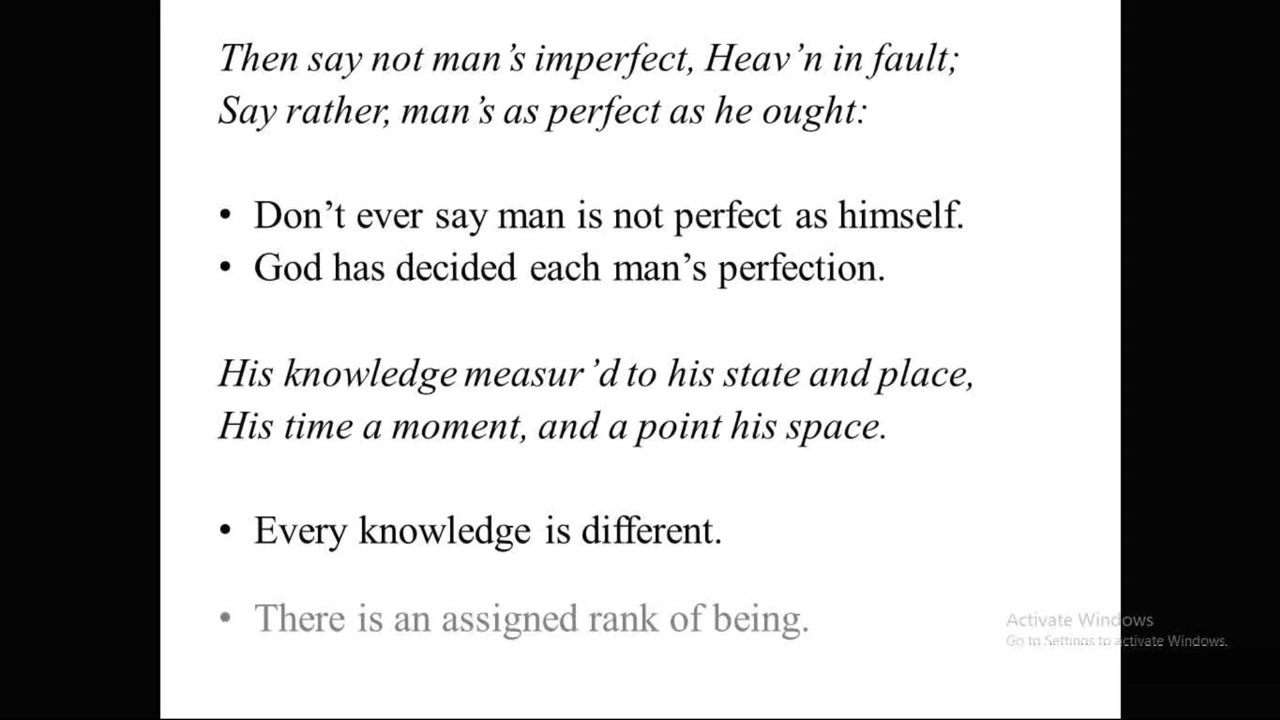 Then say not man’s imperfect, Heav’n in fault;
Say rather, man’s as perfect as he ought:
• Don’t ever say man is not perfect as himself.
• God has decided each man’s perfection.
His knowledge measur’d to his state and place,
His time a moment, and a point his space.
• Every knowledge is different.
• There is an assigned rank of being.
Activate Windows
Go to Settings to activate Windows.